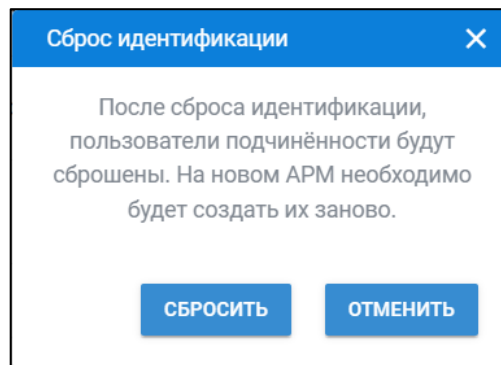 Сброс идентификации
После сброса идентификации,
пользователи подчинённости будут
сброшены. На новом АРМ необходимо
будет создать их заново.
СБРОСИТЬ ОТМЕНИТЬ